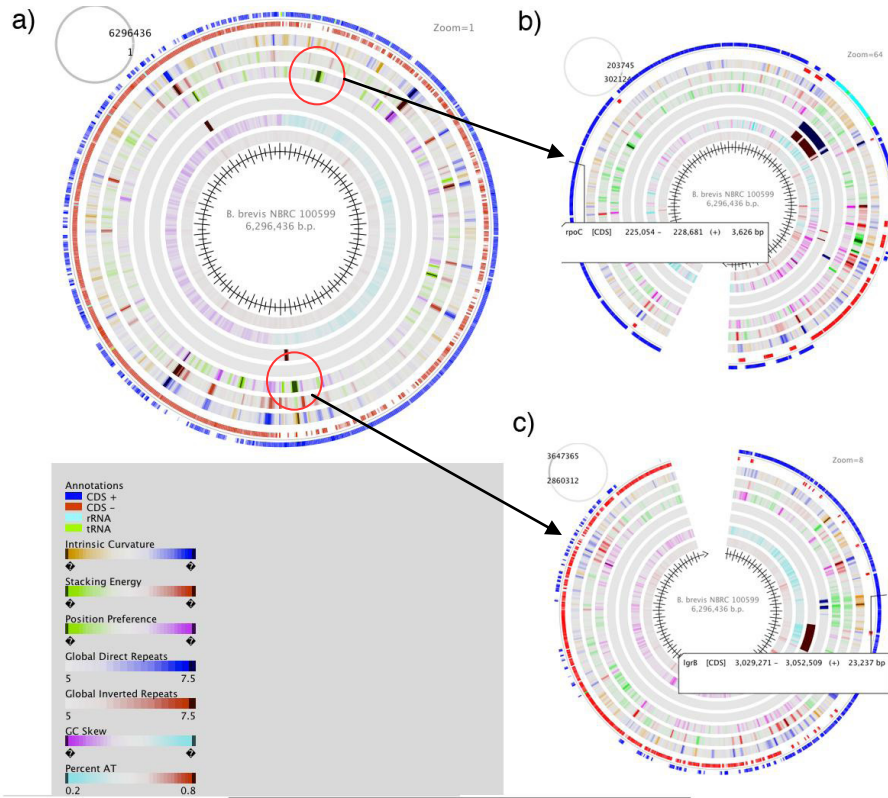 a)
6296436
1
Zoom=1
B. brevis NBRC 100599
6,296,436 b.p.
b)
203745
302124
Zoom=64
B. brevis NBRC 100599
6,296,436 b.p.
rpoC [CDS] 225,054 – 228,681 (+) 3,626 bp
c)
3647365
2860312
Zoom=8
B. brevis NBRC 100599
6,296,436 b.p.
lgrB [CDS] 3,029,271 – 3,052,509 (+) 23,237 bp
Annotations
CDS +
CDS –
rRNA
tRNA
Intrinsic Curvature
� �
Stacking Energy
� �
Position Preference
� �
Global Direct Repeats
5 7.5
Global Inverted Repeats
5 7.5
GC Skew
� �
Percent AT
0.2 0.8